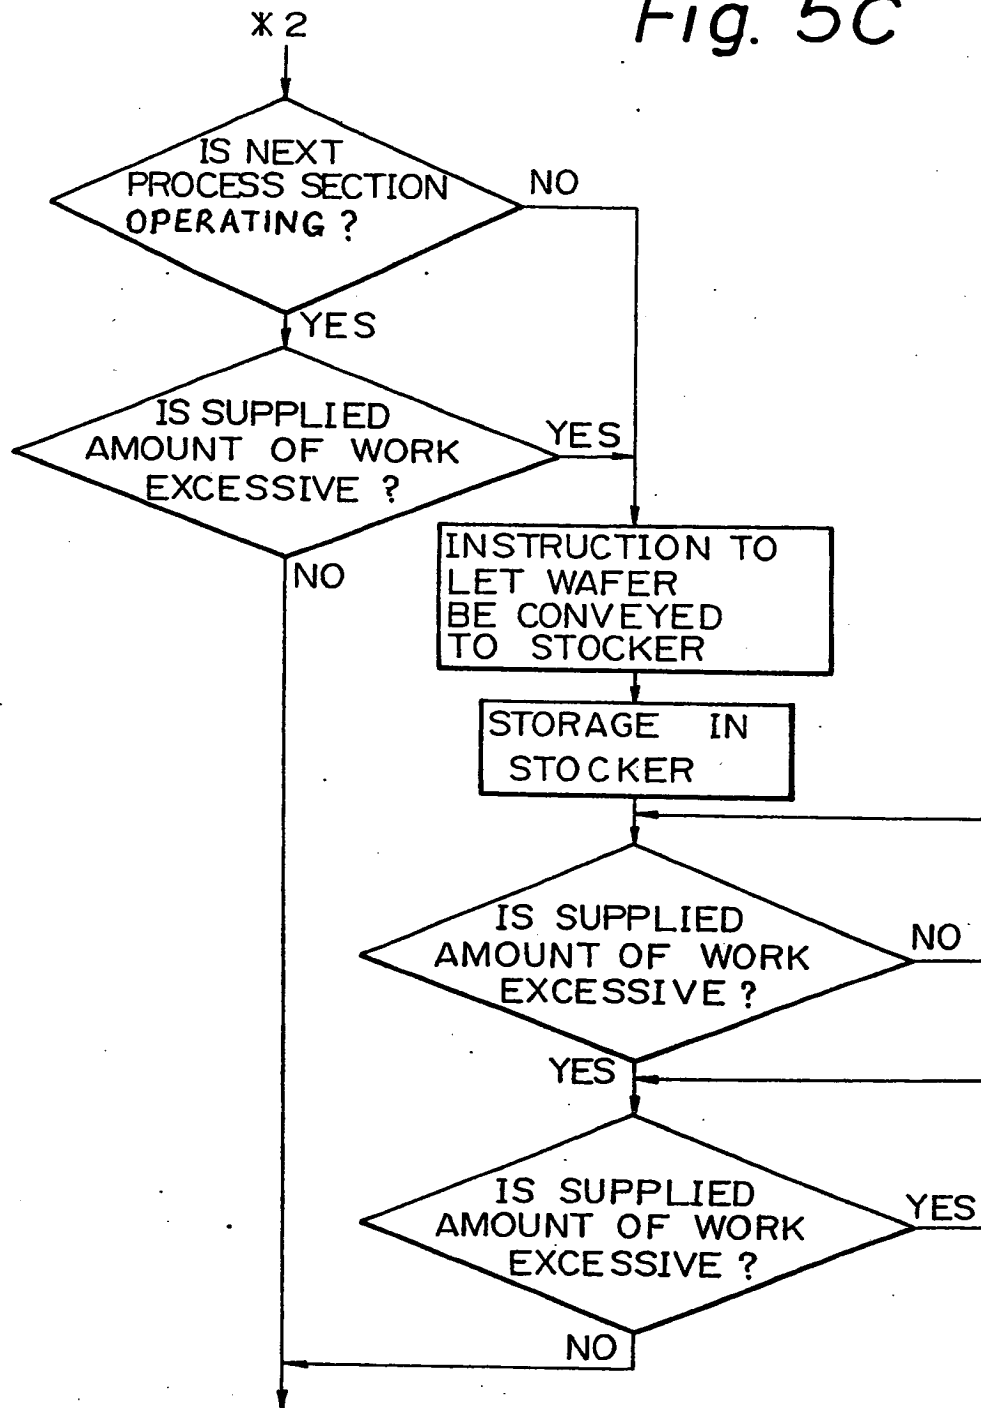 Fig. 5C
※2
IS NEXT
PROCESS SECTION
OPERATING ?
NO
YES
IS SUPPLIED
AMOUNT OF WORK
EXCESSIVE ?
YES
NO
INSTRUCTION TO
LET WAFER
BE CONVEYED
TO STOCKER
STORAGE IN
STOCKER
IS SUPPLIED
AMOUNT OF WORK
EXCESSIVE ?
NO
YES
IS SUPPLIED
AMOUNT OF WORK
EXCESSIVE ?
YES
NO